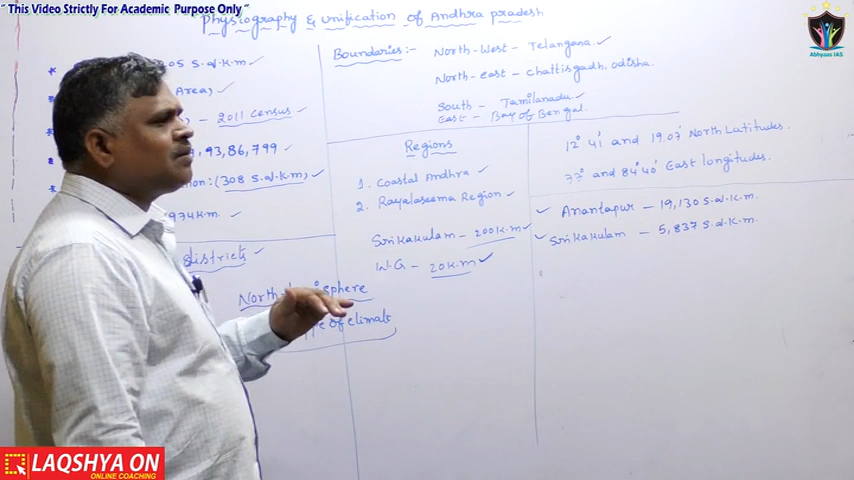 " This Video Strictly For Academic Purpose Only "
Physiography & unification of Andhra pradesh
05 S.q.K.m
Area)
- 2011 Census
93,86,799
(308 S.q.K.m)
974Km
districts
North
sphere
of climate
Boundaries:-
North-West - Telangana
North-East - Chattisgadh, odisha.
South - Tamilanadu
East - Bay of Bengal
Regions
1. Coastal Andhra
2. Rayalaseema Region
Srikakulam - 200K.m
W.G - 20K.m
12° 41' and 19.07' North Latitudes.
77° and 84° 40' East longitudes.
Anantapur - 19,130 S.q.K.m.
Srikakulam - 5,837 S.q.K.m.
Abhyaas IAS
LAQSHYA ON
ONLINE COACHING